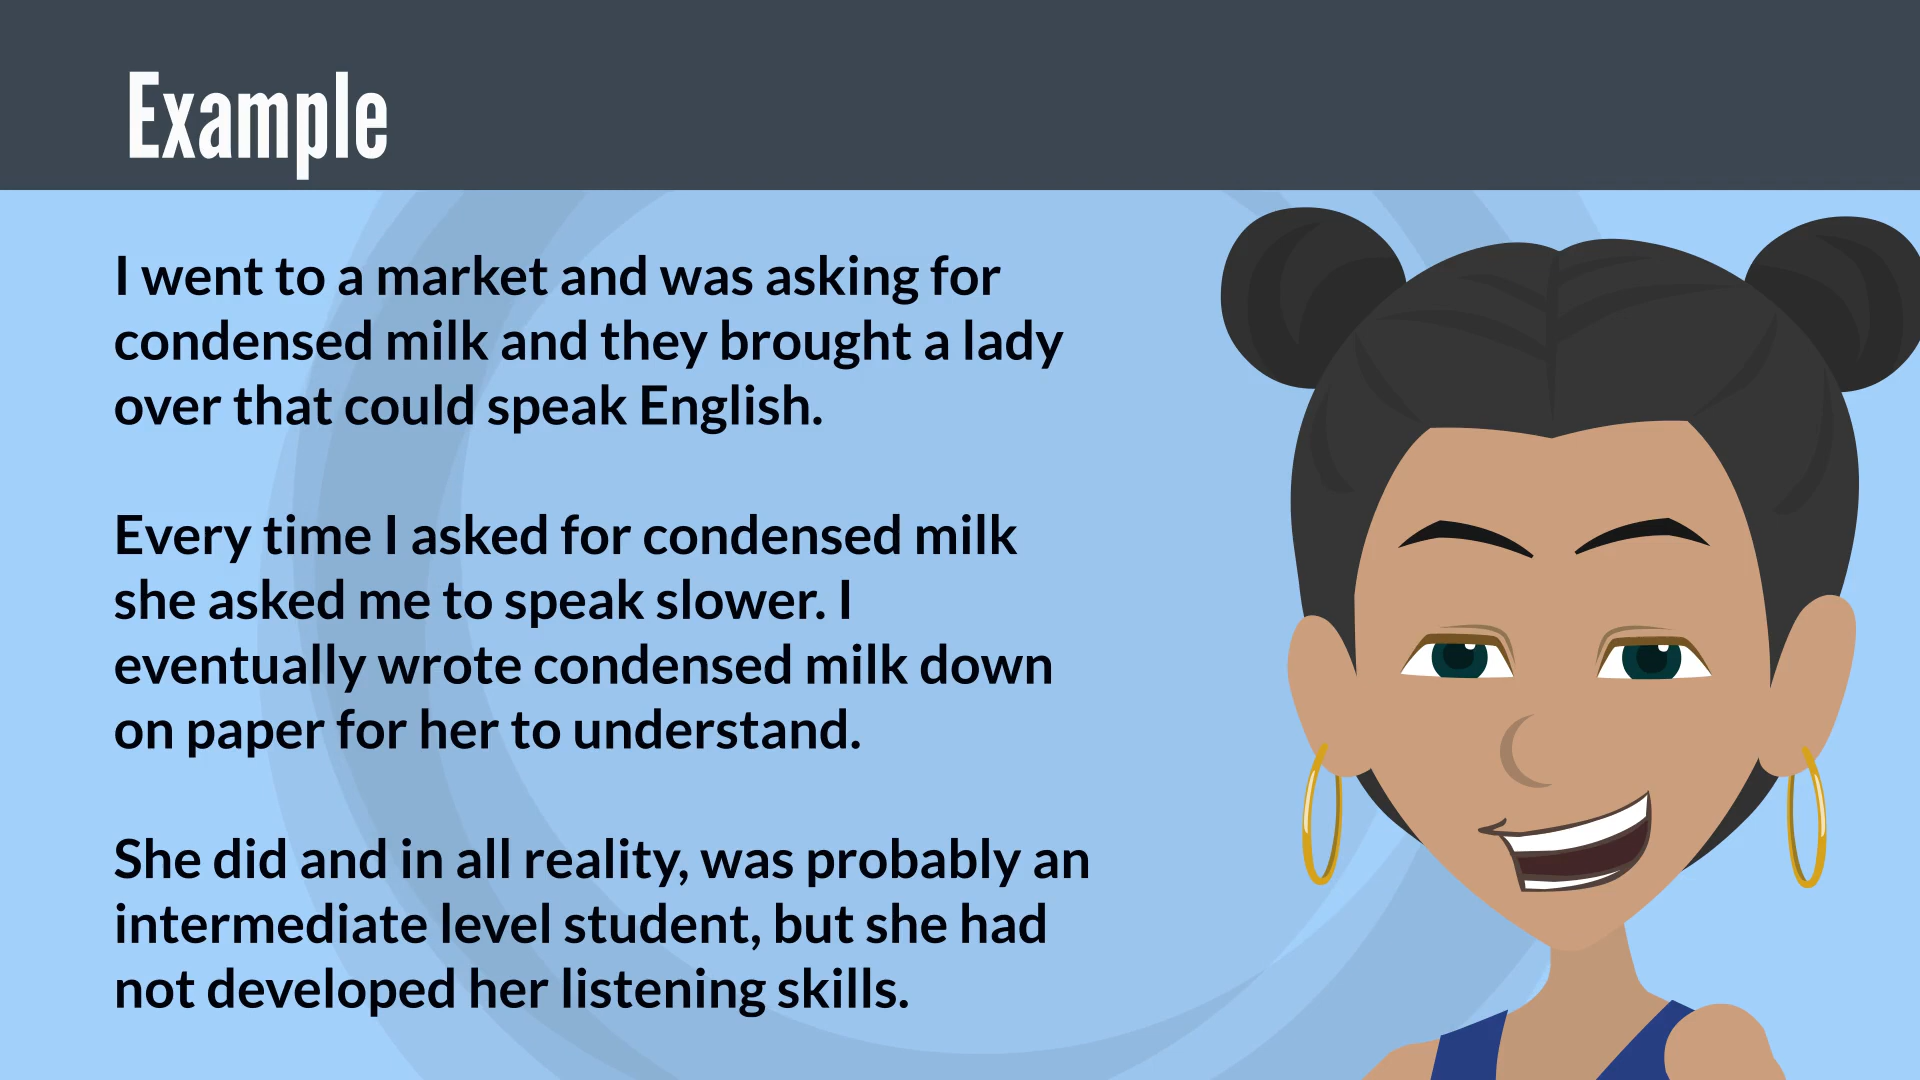 Example
I went to a market and was asking for
condensed milk and they brought a lady
over that could speak English.
Every time I asked for condensed milk
she asked me to speak slower. I
eventually wrote condensed milk down
on paper for her to understand.
She did and in all reality, was probably an
intermediate level student, but she had
not developed her listening skills.